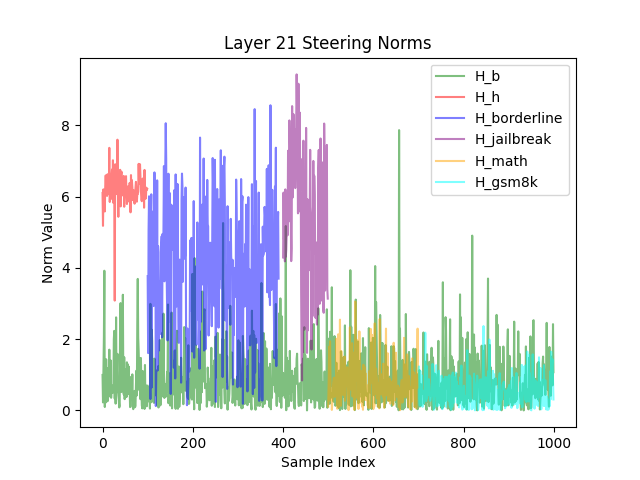 Layer 21 Steering Norms
H_b
H_h
H_borderline
H_jailbreak
H_math
H_gsm8k
Norm Value
8
6
4
2
0
0 200 400 600 800 1000
Sample Index